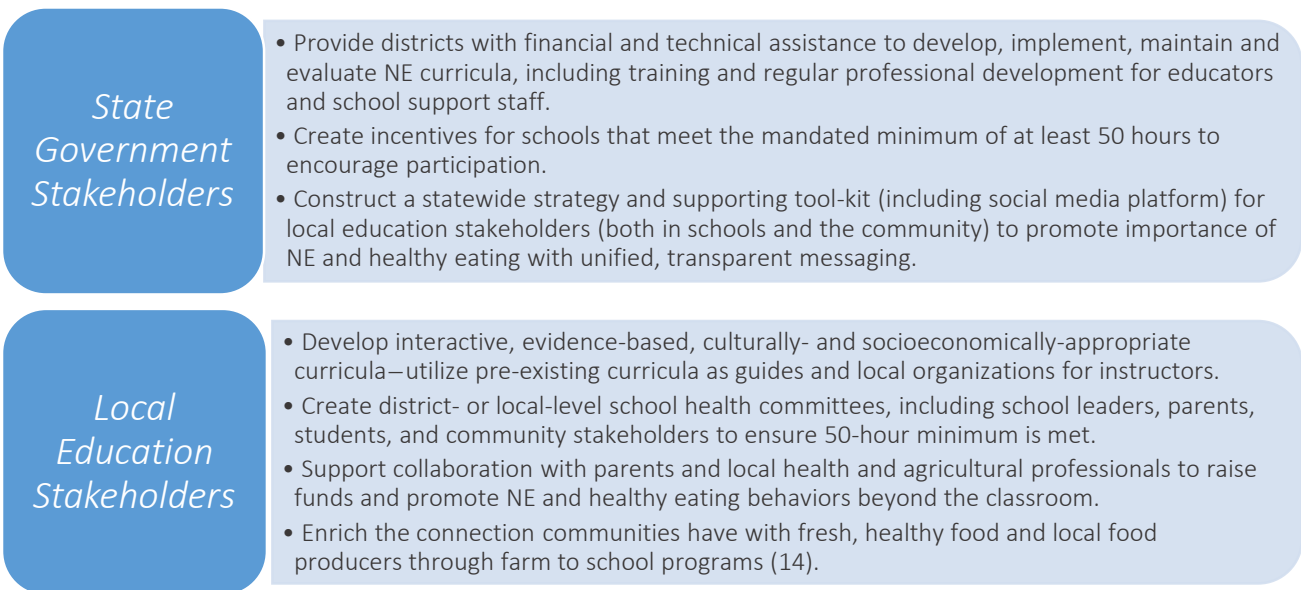 State
Government
Stakeholders
• Provide districts with financial and technical assistance to develop, implement, maintain and
evaluate NE curricula, including training and regular professional development for educators
and school support staff.
• Create incentives for schools that meet the mandated minimum of at least 50 hours to
encourage participation.
• Construct a statewide strategy and supporting tool-kit (including social media platform) for
local education stakeholders (both in schools and the community) to promote importance of
NE and healthy eating with unified, transparent messaging.
Local
Education
Stakeholders
• Develop interactive, evidence-based, culturally- and socioeconomically-appropriate
curricula–utilize pre-existing curricula as guides and local organizations for instructors.
• Create district- or local-level school health committees, including school leaders, parents,
students, and community stakeholders to ensure 50-hour minimum is met.
• Support collaboration with parents and local health and agricultural professionals to raise
funds and promote NE and healthy eating behaviors beyond the classroom.
• Enrich the connection communities have with fresh, healthy food and local food
producers through farm to school programs (14).